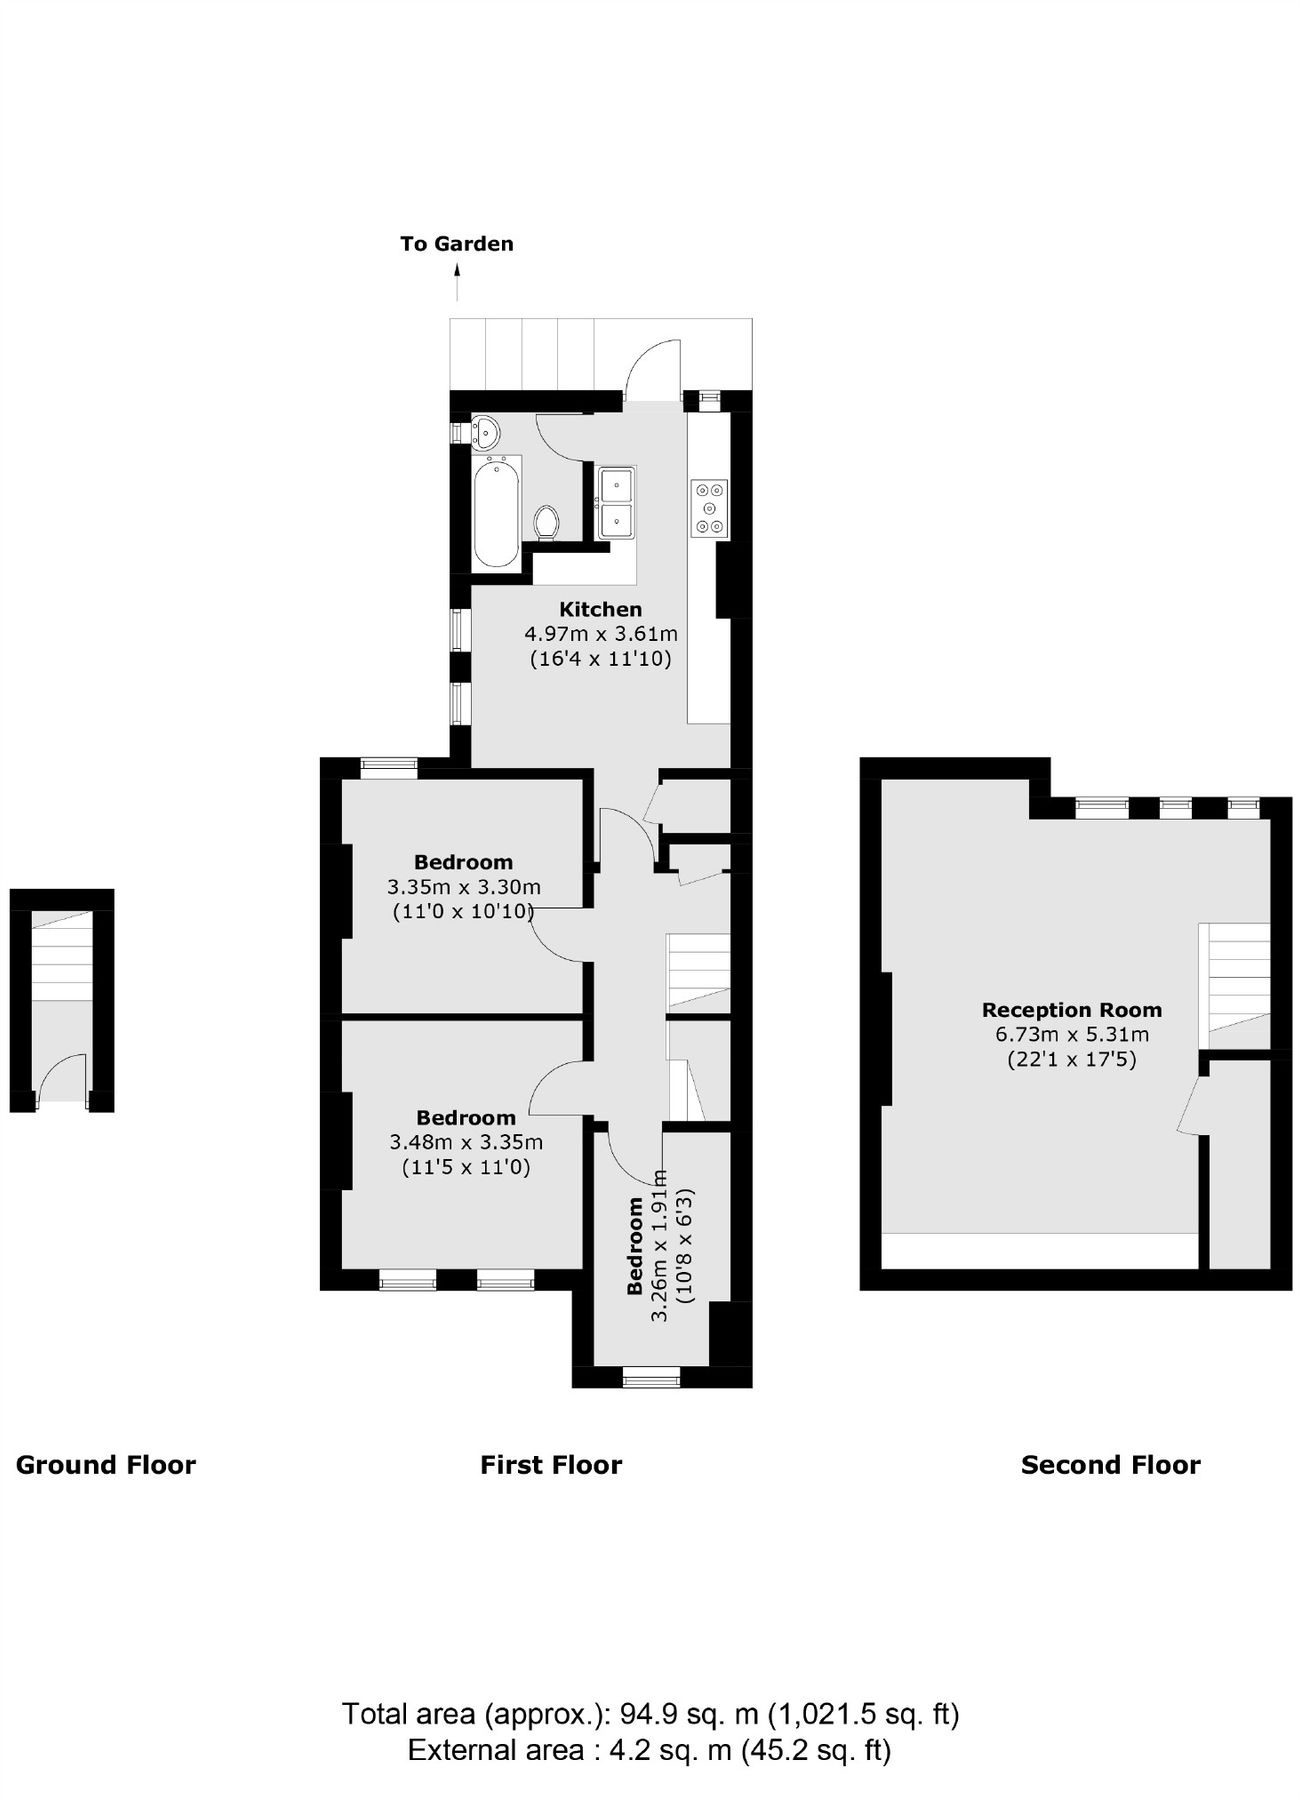 To Garden
Kitchen
4.97m x 3.61m
(16'4 x 11'10)
Bedroom
3.35m x 3.30m
(11'0 x 10'10)
Bedroom
3.48m x 3.35m
(11'5 x 11'0)
Bedroom
3.26m x 1.91m
(10'8 x 6'3)
Reception Room
6.73m x 5.31m
(22'1 x 17'5)
Ground Floor
First Floor
Second Floor
Total area (approx.): 94.9 sq. m (1,021.5 sq. ft)
External area : 4.2 sq. m (45.2 sq. ft)